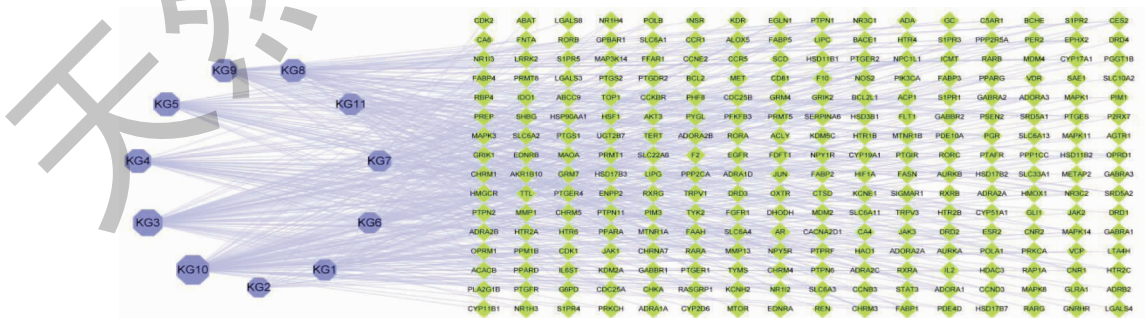 CDK2 ABAT LGALS8 NR1H4 POLB INSR KDR EGLN1 PTPN1 NR3C1 ADA GC C5AR1 BCHE S1PR2 CES2
CA6 FNTA RORB GPBAR1 SLC6A1 CCR1 ALOX5 FABP5 LIPC BACE1 HTR4 S1PR3 PPP2R5A PER2 EPHX2 DRD4
NR1I3 LRRK2 S1PR5 MAP3K14 FFAR1 CCNE2 CCR5 SCD HSD11B1 PTGER2 NPC1L1 ICMT RARB MDM4 CYP17A1 PGGT1B
FABP4 PRMT6 LGALS3 PTGS2 PTGDR2 BCL2 MET CD81 F10 NOS2 PIK3CA FABP3 PPARG VDR SAE1 SLC10A2
RBP4 IDO1 ABCC9 TOP1 CCKBR PHF8 CDC25B GRM4 GRIK2 BCL2L1 ACP1 S1PR1 GABRA2 ADORA3 MAPK1 PIM1
PREP SHBG HSP90AA1 HSF1 AKT3 PYGL PFKFB3 PRMT5 SERPINA6 HSD3B1 FLT1 GABBR2 PSEN2 SRD5A1 PTGES P2RX7
MAPK3 SLC6A2 PTGS1 UGT2B7 TERT ADORA2B RORA ACLY KDM5C HTR1B MTNR1B PDE10A PGR SLC6A13 MAPK11 AGTR1
GRIK1 EDNRB MAOA PRMT1 SLC22A6 F2 EGFR FDFT1 NPY1R CYP19A1 PTGIR RORC PTAFR PPP1CC HSD11B2 OPRD1
CHRM1 AKR1B10 GRM7 HSD17B3 LIPG PPP2CA ADRA1D JUN FABP2 HIF1A FASN AURKB HSD17B2 SLC33A1 METAP2 GABRA3
HMGCR TTL PTGER4 ENPP2 RXRG TRPV1 DRD3 OXTR CTSD KCNE1 SIGMAR1 RXRB ADRA2A HMOX1 NR3C2 SRD5A2
PTPN2 MMP1 CHRM5 PTPN11 PIM3 TYK2 FGFR1 DHODH MDM2 SLC6A11 TRPV3 HTR2B CYP51A1 GLI1 JAK2 DRD1
ADRA2B HTR2A HTR6 PPARA MTNR1A FAAH SLC6A4 AR CACNA2D1 CA4 JAK3 DRD2 ESR2 CNR2 MAPK14 GABRA1
OPRM1 PPM1B CDK1 JAK1 CHRNA7 RARA MMP13 NPY5R PTPRF HAO1 ADORA2A AURKA POLA1 PRKCA VCP LTA4H
ACACB PPARD IL6ST KDM2A GABBR1 PTGER1 TYMS CHRM4 PTPN6 ADRA2C RXRA IL2 HDAC3 RAP1A CNR1 HTR2C
PLA2G1B PTGFR G6PD CDC25A CHKA RASGRP1 KCNH2 NR1I2 SLC6A3 CCNB3 STAT3 ADORA1 CCND3 MAPK8 GLRA1 ADRB2
CYP11B1 NR1H3 S1PR4 PRKCH ADRA1A CYP2D6 MTOR EDNRA REN CHRM3 FABP1 PDE4D HSD17B7 RARG GNRHR LGALS4
KG9
KG8
KG5
KG11
KG4
KG7
KG3
KG6
KG10
KG1
KG2
天